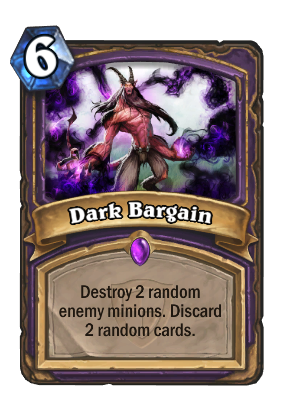 6
Dark Bargain
Destroy 2 random
enemy minions. Discard
2 random cards.